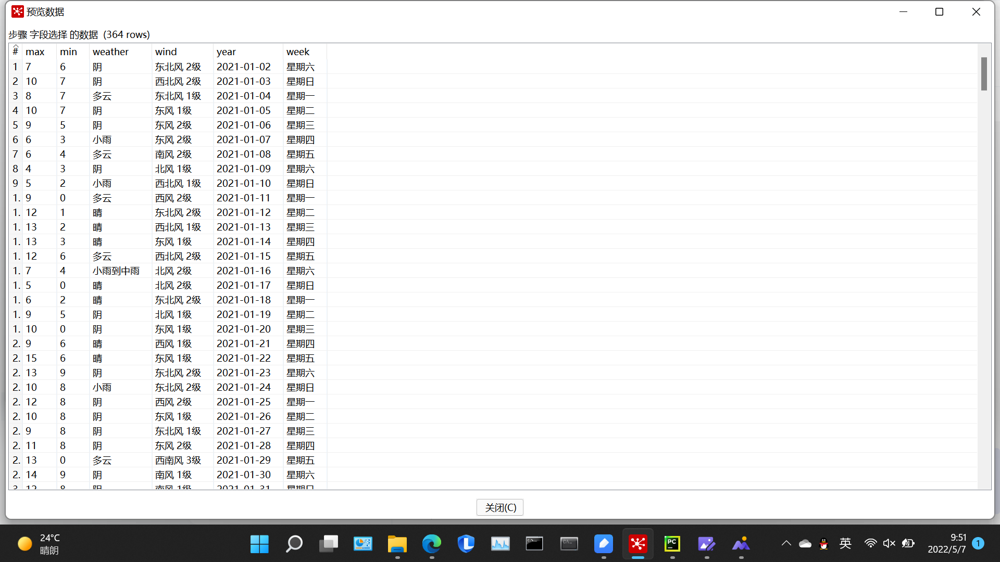 预览数据
步骤 字段选择 的数据 (364 rows)
# max min weather wind year week
1 7 6 阴 东北风 2级 2021-01-02 星期六
2 10 7 阴 西北风 2级 2021-01-03 星期日
3 8 7 多云 东北风 1级 2021-01-04 星期一
4 10 7 阴 东风 1级 2021-01-05 星期二
5 9 5 阴 东风 2级 2021-01-06 星期三
6 6 3 小雨 东风 2级 2021-01-07 星期四
7 6 4 多云 南风 2级 2021-01-08 星期五
8 4 3 阴 北风 1级 2021-01-09 星期六
9 5 2 小雨 西北风 1级 2021-01-10 星期日
1. 9 0 多云 西风 2级 2021-01-11 星期一
1. 12 1 晴 东北风 2级 2021-01-12 星期二
1. 13 2 晴 西北风 1级 2021-01-13 星期三
1. 13 3 晴 东风 1级 2021-01-14 星期四
1. 12 6 多云 西北风 2级 2021-01-15 星期五
1. 7 4 小雨到中雨 北风 2级 2021-01-16 星期六
1. 5 0 晴 北风 2级 2021-01-17 星期日
1. 6 2 晴 东北风 2级 2021-01-18 星期一
1. 9 5 阴 北风 1级 2021-01-19 星期二
1. 10 0 阴 东风 1级 2021-01-20 星期三
2. 9 6 晴 西风 1级 2021-01-21 星期四
2. 15 6 晴 东风 1级 2021-01-22 星期五
2. 13 9 阴 东北风 2级 2021-01-23 星期六
2. 10 8 小雨 东北风 2级 2021-01-24 星期日
2. 12 8 阴 西风 2级 2021-01-25 星期一
2. 10 8 阴 东风 1级 2021-01-26 星期二
2. 9 8 阴 东北风 1级 2021-01-27 星期三
2. 11 8 阴 东风 2级 2021-01-28 星期四
2. 13 0 多云 西南风 3级 2021-01-29 星期五
2. 14 9 阴 南风 1级 2021-01-30 星期六
3. 12 8 阴 南风 1级 2021-01-31 星期日
关闭(C)
24°C
晴朗
PC
英
9:51
2022/5/7
1